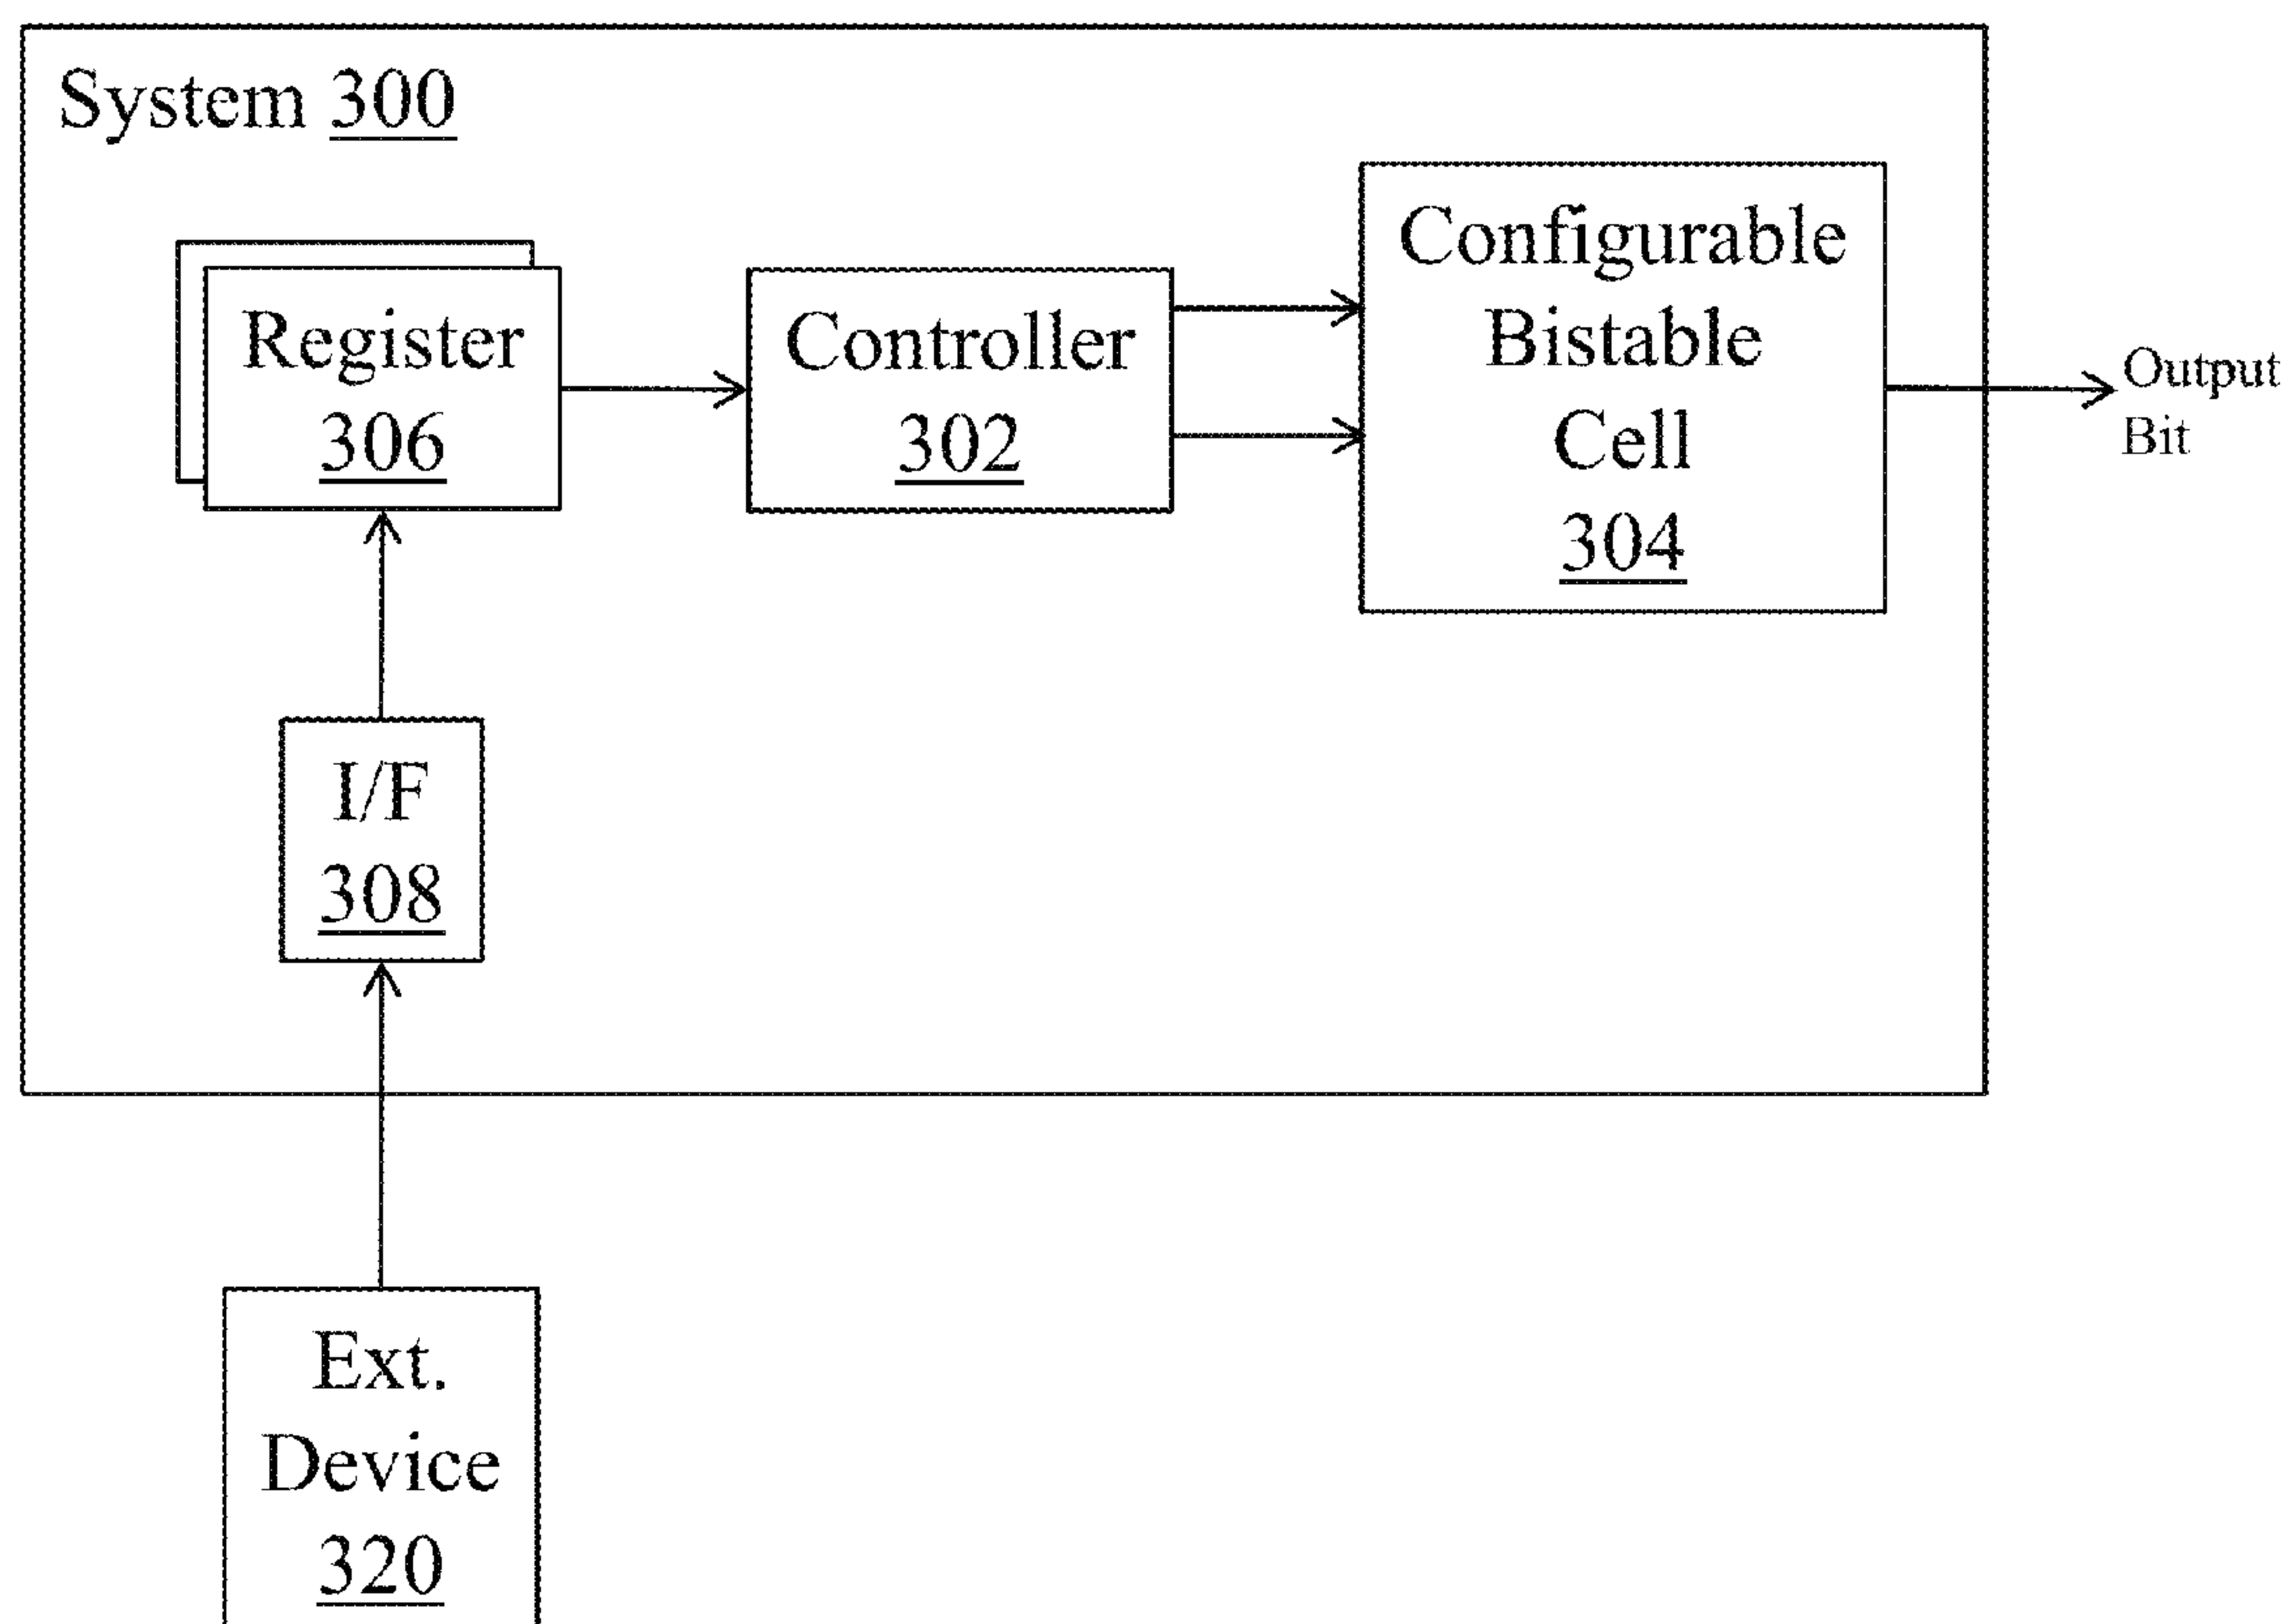 System 300
Register
306
Controller
302
Configurable
Bistable
Cell
304
Output
Bit
I/F
308
Ext.
Device
320